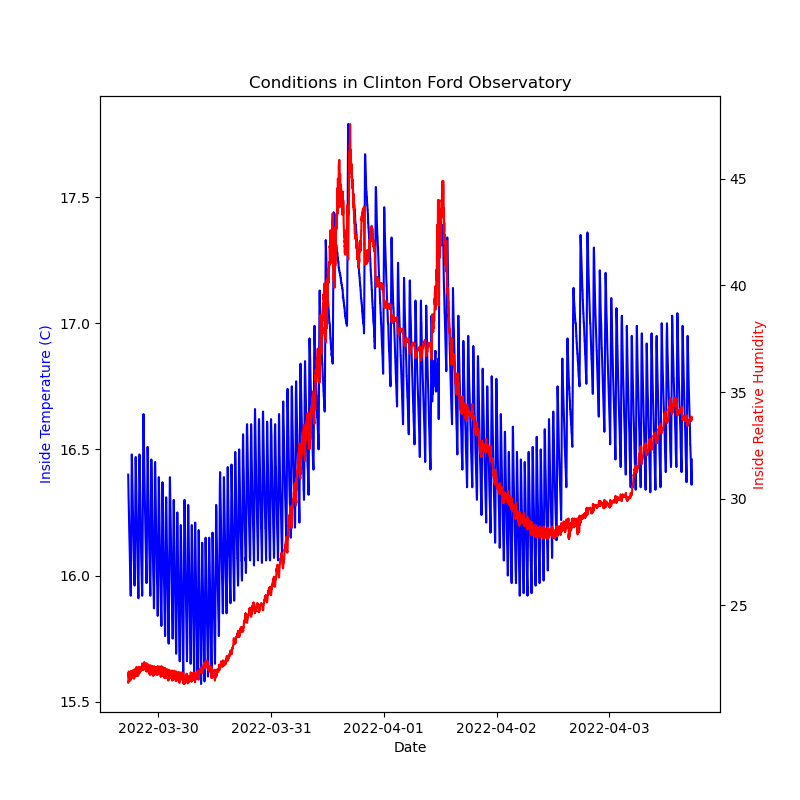 Conditions in Clinton Ford Observatory
Inside Temperature (C)
17.5
17.0
16.5
16.0
15.5
45
40
35
30
25
Inside Relative Humidity
2022-03-30 2022-03-31 2022-04-01 2022-04-02 2022-04-03
Date